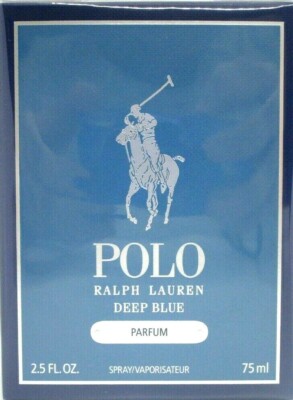 POLO
RALPH LAUREN
DEEP BLUE
PARFUM
2.5 FL. OZ. SPRAY/VAPORISATEUR 75 ml